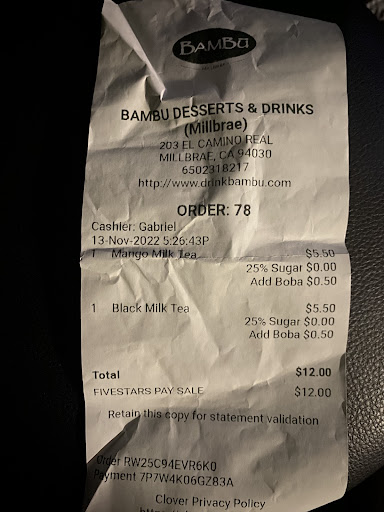 BAMBŪ
BAMBU DESSERTS & DRINKS
(Millbrae)
203 EL CAMINO REAL
MILLBRAE, CA 94030
6502318217
http://www.drinkbambu.com
ORDER: 78
Cashier: Gabriel
13-Nov-2022 5:26:43P
1 Mango Milk Tea $5.50
25% Sugar $0.00
Add Boba $0.50
1 Black Milk Tea $5.50
25% Sugar $0.00
Add Boba $0.50
Total $12.00
FIVESTARS PAY SALE $12.00
Retain this copy for statement validation
Order RW25C94EVR6K0
Payment 7P7W4K06GZ83A
Clover Privacy Policy